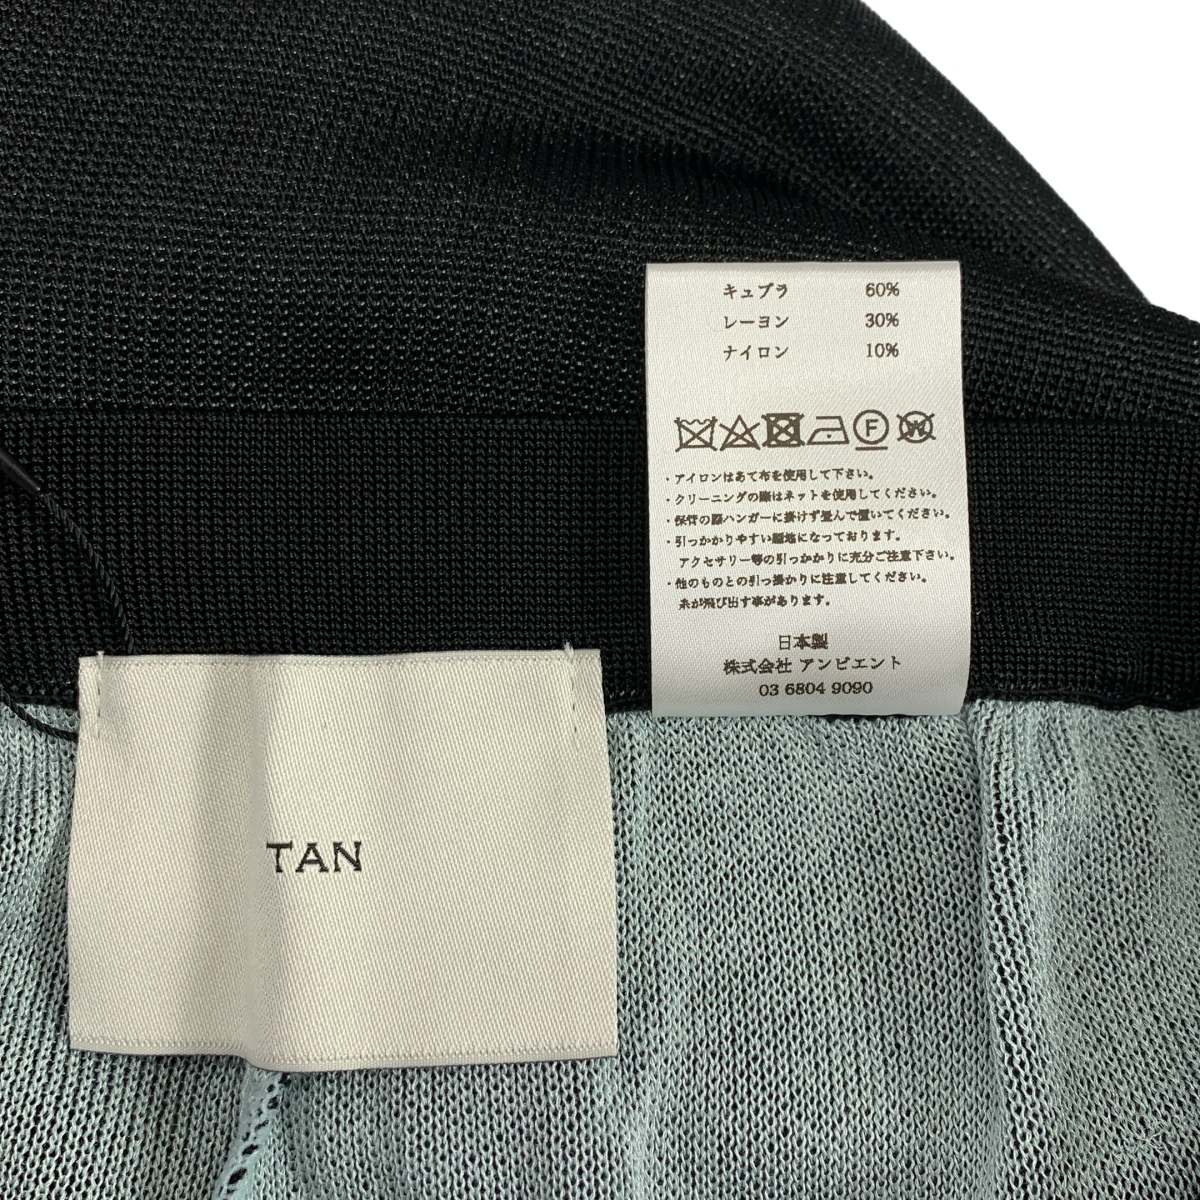 キュプラ 60%
レーヨン 30%
ナイロン 10%
F
W
・アイロンはあて布を使用して下さい。
・クリーニングの際はネットを使用してください。
・保管の際ハンガーに掛けず畳んで置いてください。
・引っかかりやすい編地になっております。
アクセサリー等の引っかかりに充分ご注意下さい。
・他のものとの引っ掛かりに注意してください。
糸が飛び出す事があります。
日本製
株式会社 アンビエント
03 6804 9090
TAN